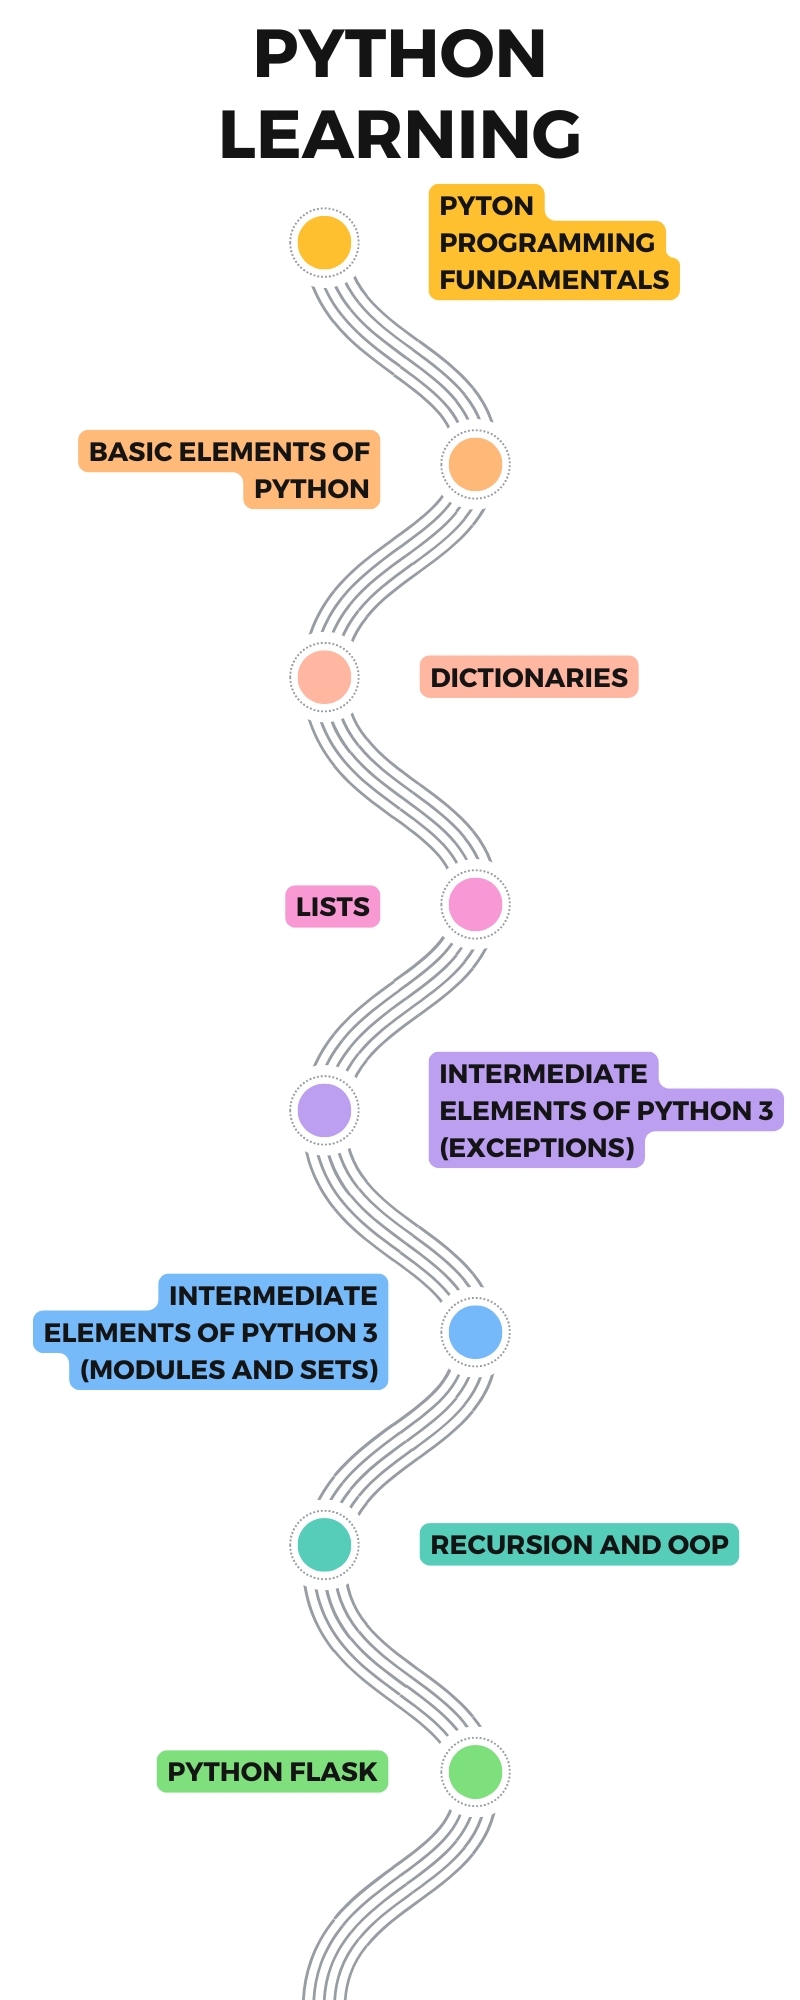 PYTHON
LEARNING
PYTON
PROGRAMMING
FUNDAMENTALS
BASIC ELEMENTS OF
PYTHON
DICTIONARIES
LISTS
INTERMEDIATE
ELEMENTS OF PYTHON 3
(EXCEPTIONS)
INTERMEDIATE
ELEMENTS OF PYTHON 3
(MODULES AND SETS)
RECURSION AND OOP
PYTHON FLASK